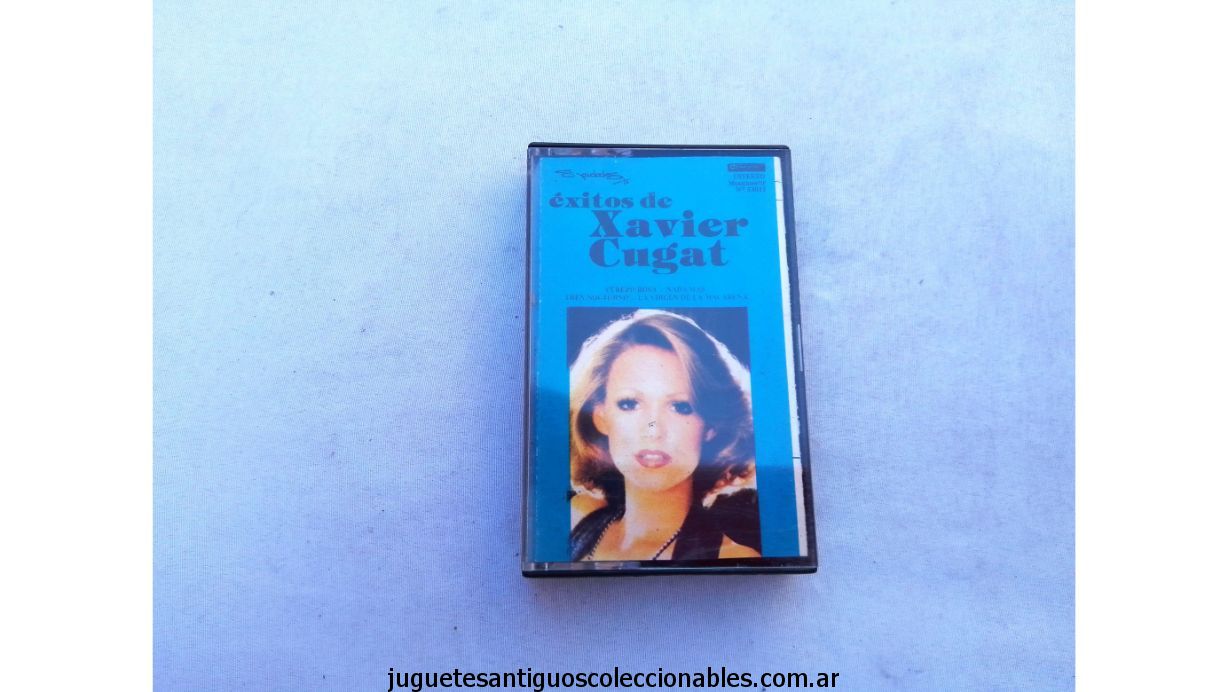 ESTEREO
éxitos de
Xavier
Cugat
CEREZO ROSA - NADA MAS
TREN NOCTURNO - LA VIRGEN DE LA MACARENA
juguetesantiguoscoleccionables.com.ar